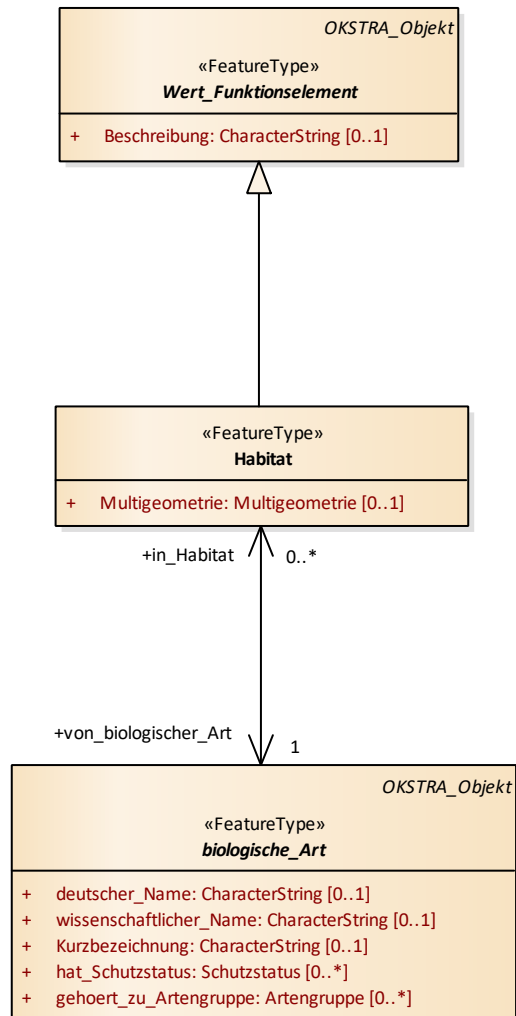 OKSTRA_Objekt
«FeatureType»
Wert_Funktionselement
+ Beschreibung: CharacterString [0..1]
«FeatureType»
Habitat
+ Multigeometrie: Multigeometrie [0..1]
+in_Habitat 0..*
+von_biologischer_Art 1
OKSTRA_Objekt
«FeatureType»
biologische_Art
+ deutscher_Name: CharacterString [0..1]
+ wissenschaftlicher_Name: CharacterString [0..1]
+ Kurzbezeichnung: CharacterString [0..1]
+ hat_Schutzstatus: Schutzstatus [0..*]
+ gehoert_zu_Artengruppe: Artengruppe [0..*]